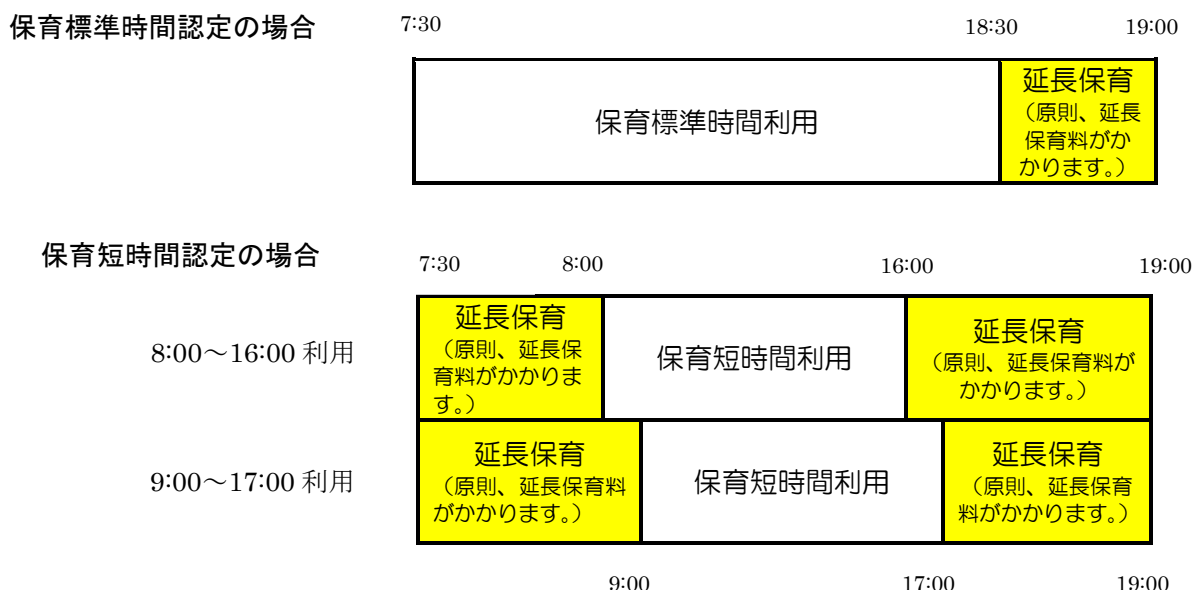 保育標準時間認定の場合
7:30
18:30
19:00
保育標準時間利用
延長保育
（原則、延長
保育料がか
かります。）
保育短時間認定の場合
7:30
8:00
16:00
19:00
8:00～16:00 利用
延長保育
（原則、延長保
育料がかかりま
す。）
保育短時間利用
延長保育
（原則、延長保育料が
かかります。）
9:00～17:00 利用
延長保育
（原則、延長保育料
がかかります。）
保育短時間利用
延長保育
（原則、延長保育
料がかかります。）
9:00
17:00
19:00